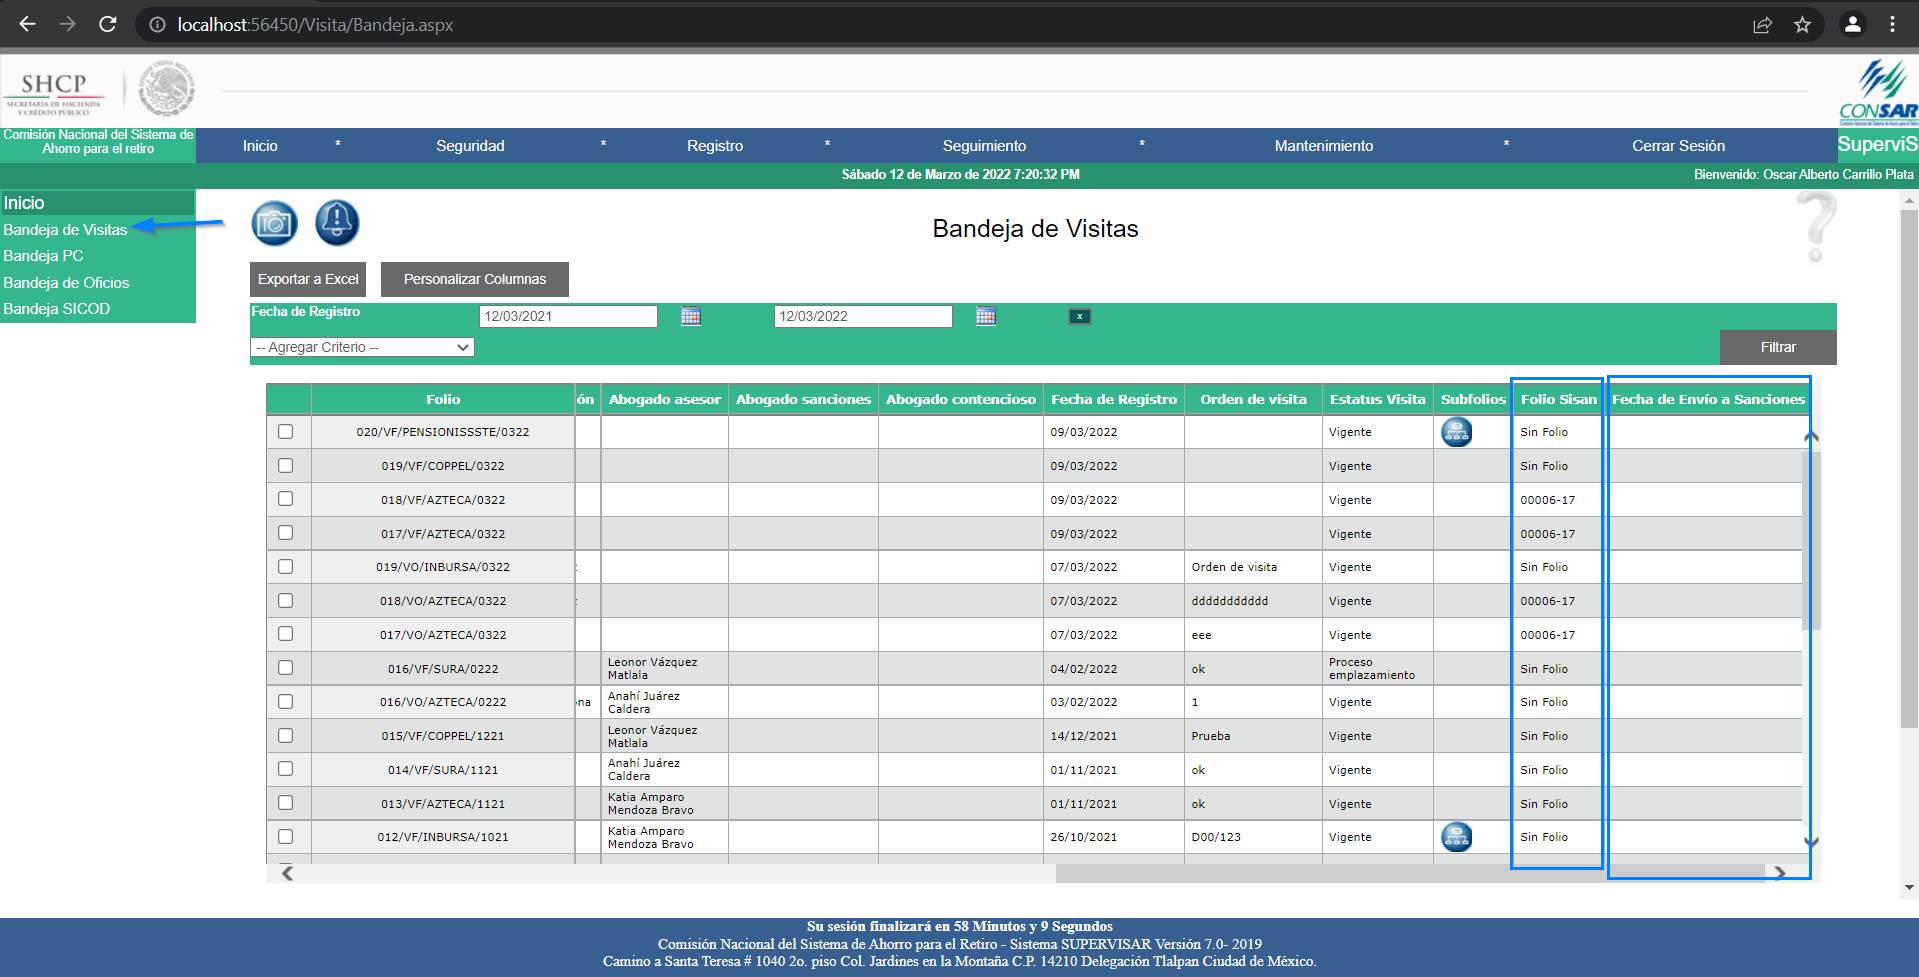 localhost:56450/Visita/Bandeja.aspx
SHCP
SECRETARÍA DE HACIENDA
Y CRÉDITO PÚBLICO
CONSAR
Comisión Nacional del Sistema de
Ahorro para el retiro
Inicio * Seguridad * Registro * Seguimiento * Mantenimiento * Cerrar Sesión
SuperviS
Sábado 12 de Marzo de 2022 7:20:32 PM
Bienvenido: Oscar Alberto Carrillo Plata
Inicio
Bandeja de Visitas
Bandeja PC
Bandeja de Oficios
Bandeja SICOD
Bandeja de Visitas
Exportar a Excel Personalizar Columnas
Fecha de Registro 12/03/2021 12/03/2022 x
-- Agregar Criterio -- Filtrar
Folio ón Abogado asesor Abogado sanciones Abogado contencioso Fecha de Registro Orden de visita Estatus Visita Subfolios Folio Sisan Fecha de Envío a Sanciones
020/VF/PENSIONISSSTE/0322 09/03/2022 Vigente Sin Folio
019/VF/COPPEL/0322 09/03/2022 Vigente Sin Folio
018/VF/AZTECA/0322 09/03/2022 Vigente 00006-17
017/VF/AZTECA/0322 09/03/2022 Vigente 00006-17
019/VO/INBURSA/0322 07/03/2022 Orden de visita Vigente Sin Folio
018/VO/AZTECA/0322 07/03/2022 ddddddddddd Vigente 00006-17
017/VO/AZTECA/0322 07/03/2022 eee Vigente 00006-17
016/VF/SURA/0222 Leonor Vázquez Matlala 04/02/2022 ok Proceso emplazamiento Sin Folio
016/VO/AZTECA/0222 na Anahí Juárez Caldera 03/02/2022 1 Vigente Sin Folio
015/VF/COPPEL/1221 Leonor Vázquez Matlala 14/12/2021 Prueba Vigente Sin Folio
014/VF/SURA/1121 Anahí Juárez Caldera 01/11/2021 ok Vigente Sin Folio
013/VF/AZTECA/1121 Katia Amparo Mendoza Bravo 01/11/2021 ok Vigente Sin Folio
012/VF/INBURSA/1021 Katia Amparo Mendoza Bravo 26/10/2021 D00/123 Vigente Sin Folio
Su sesión finalizará en 58 Minutos y 9 Segundos
Comisión Nacional del Sistema de Ahorro para el Retiro - Sistema SUPERVISAR Versión 7.0- 2019
Camino a Santa Teresa # 1040 2o. piso Col. Jardines en la Montaña C.P. 14210 Delegación Tlalpan Ciudad de México.